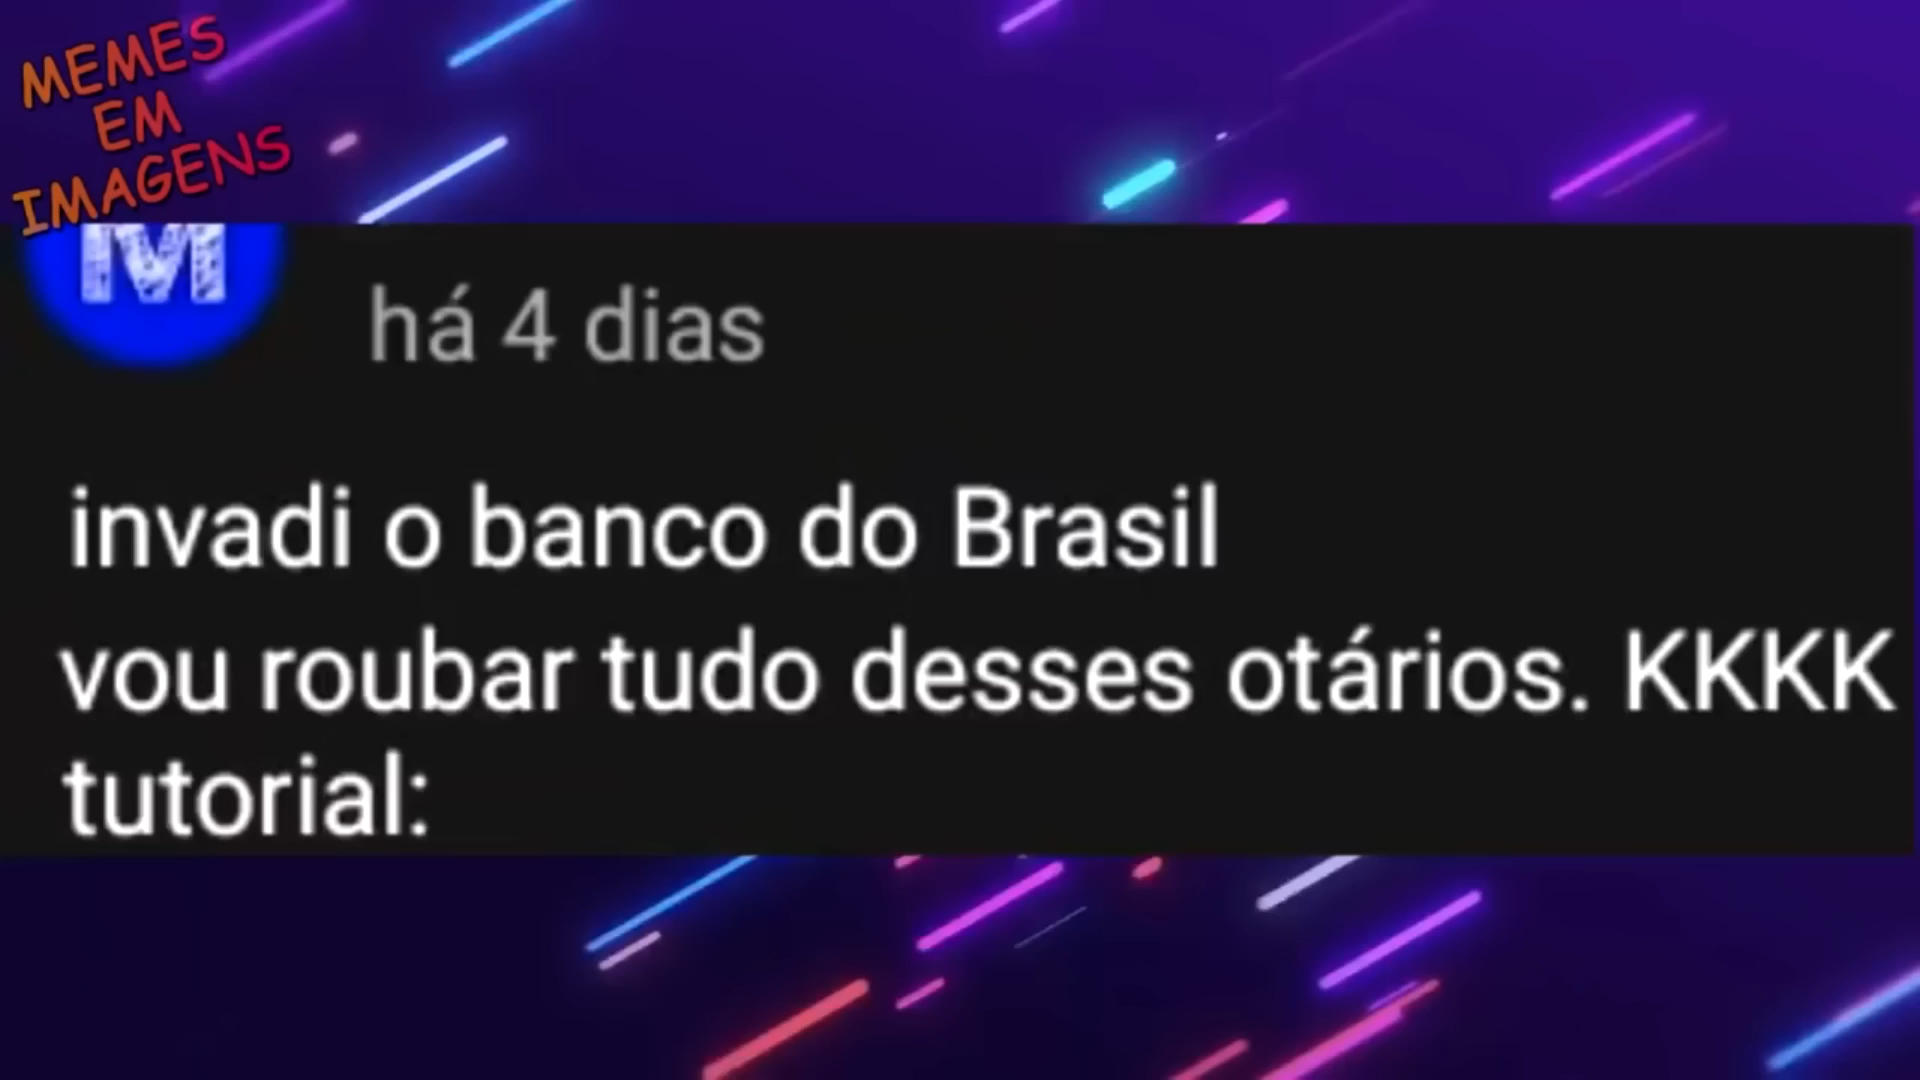 MEMES
EM
IMAGENS
M
há 4 dias
invadi o banco do Brasil
vou roubar tudo desses otários. KKKK
tutorial: